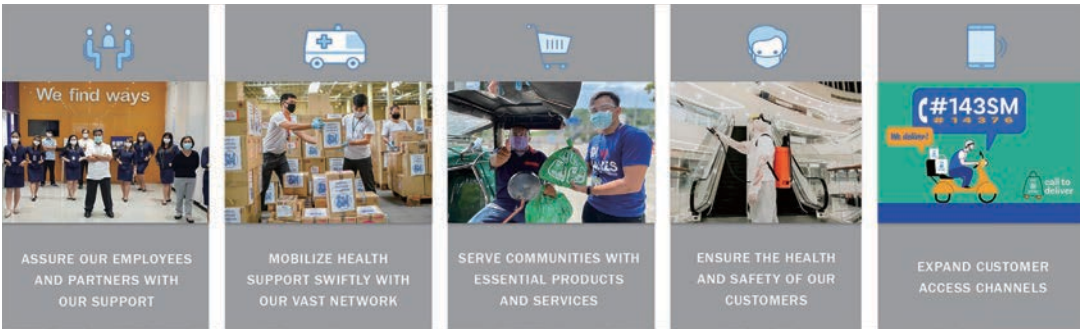 We find ways
#143SM
#14376
We deliver!
call to
deliver
ASSURE OUR EMPLOYEES
AND PARTNERS WITH
OUR SUPPORT
MOBILIZE HEALTH
SUPPORT SWIFTLY WITH
OUR VAST NETWORK
SERVE COMMUNITIES WITH
ESSENTIAL PRODUCTS
AND SERVICES
ENSURE THE HEALTH
AND SAFETY OF OUR
CUSTOMERS
EXPAND CUSTOMER
ACCESS CHANNELS